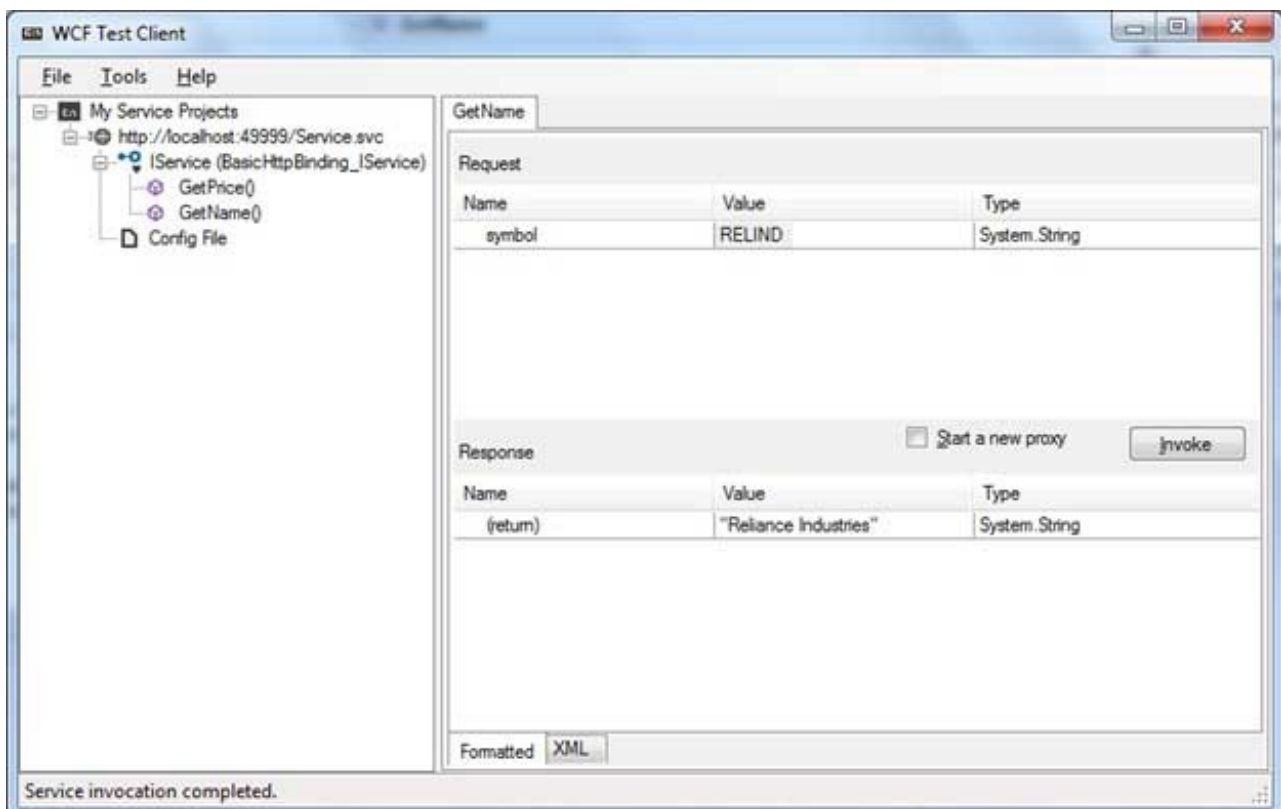 WCF Test Client
File Tools Help
My Service Projects
http://localhost:49999/Service.svc
IService (BasicHttpBinding_IService)
GetPrice()
GetName()
Config File
GetName
Request
Name Value Type
symbol RELIND System.String
Response
Start a new proxy
Invoke
Name Value Type
(return) "Reliance Industries" System.String
Formatted XML
Service invocation completed.